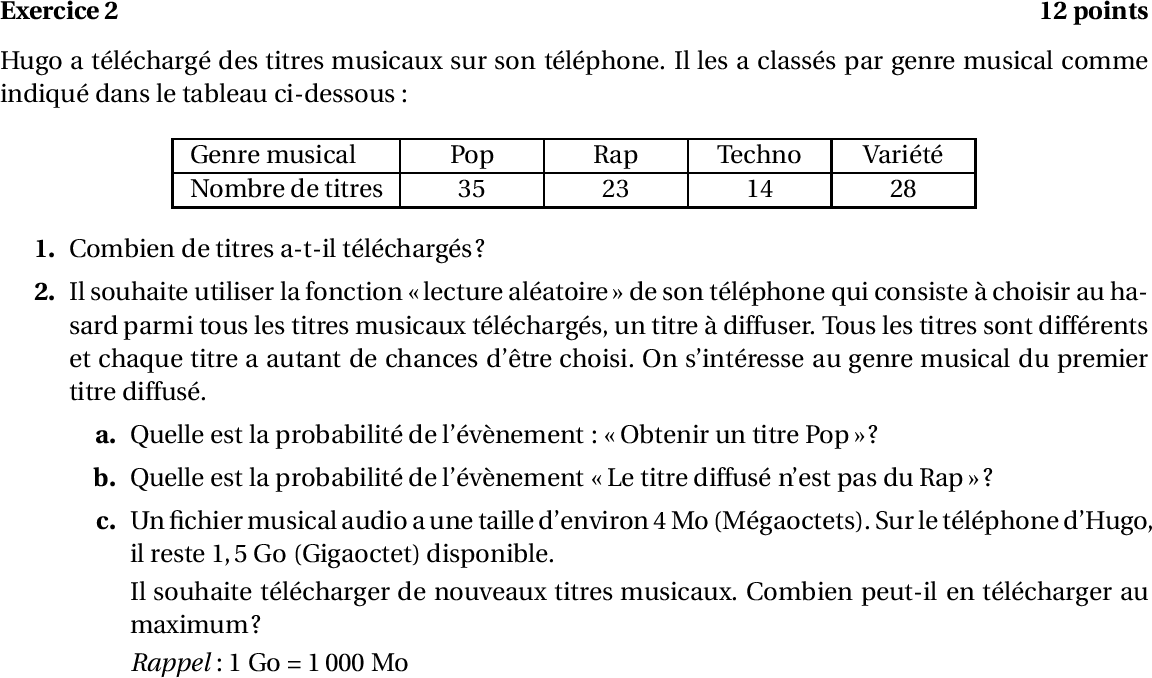 Exercice 2 12 points
Hugo a téléchargé des titres musicaux sur son téléphone. Il les a classés par genre musical comme
indiqué dans le tableau ci-dessous :
Genre musical Pop Rap Techno Variété
Nombre de titres 35 23 14 28
1. Combien de titres a-t-il téléchargés ?
2. Il souhaite utiliser la fonction « lecture aléatoire » de son téléphone qui consiste à choisir au ha-
sard parmi tous les titres musicaux téléchargés, un titre à diffuser. Tous les titres sont différents
et chaque titre a autant de chances d'être choisi. On s'intéresse au genre musical du premier
titre diffusé.
a. Quelle est la probabilité de l'évènement : « Obtenir un titre Pop » ?
b. Quelle est la probabilité de l'évènement « Le titre diffusé n'est pas du Rap » ?
c. Un fichier musical audio a une taille d'environ 4 Mo (Mégaoctets). Sur le téléphone d'Hugo,
il reste 1,5 Go (Gigaoctet) disponible.
Il souhaite télécharger de nouveaux titres musicaux. Combien peut-il en télécharger au
maximum ?
Rappel : 1 Go = 1 000 Mo